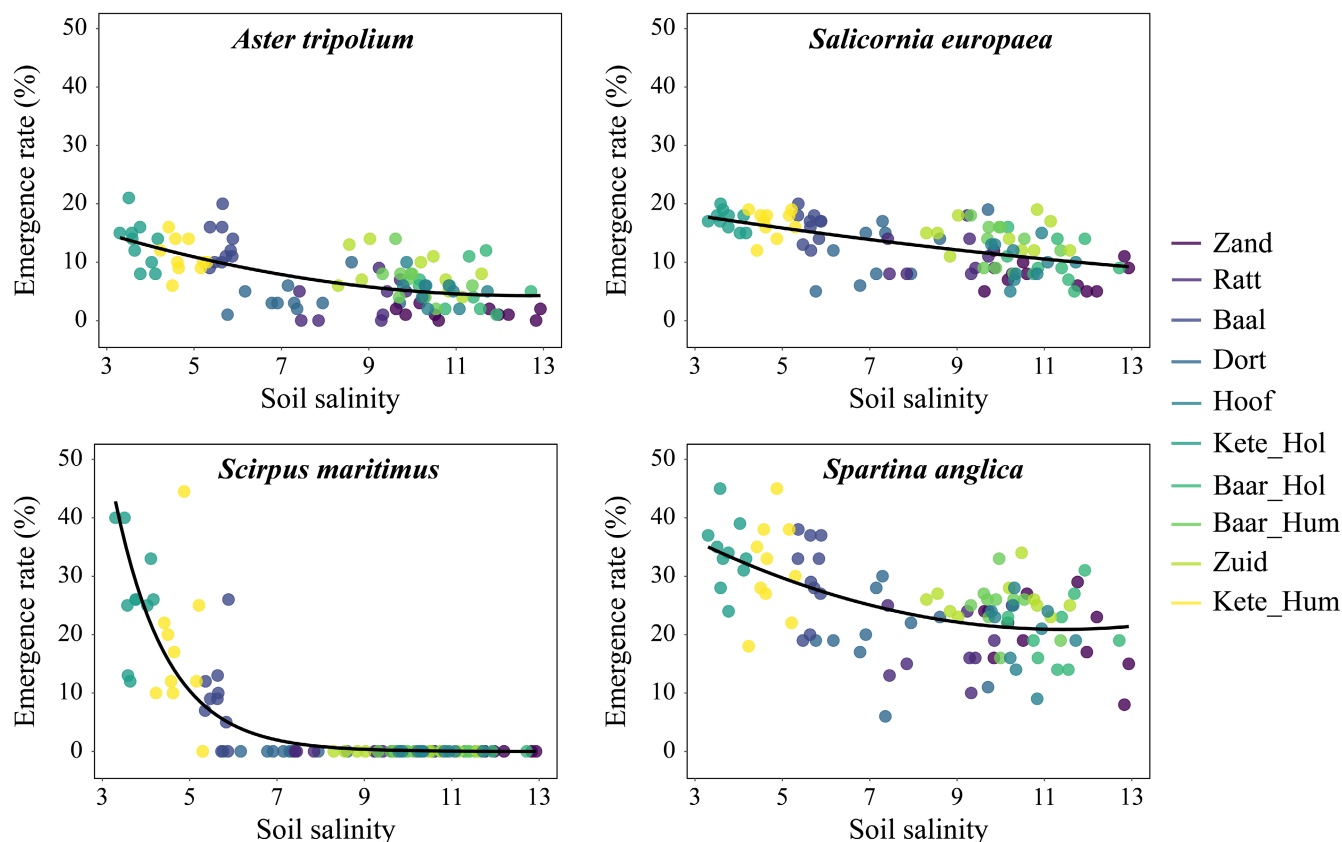 Aster tripolium
Emergence rate (%)
50
40
30
20
10
0
3 5 7 9 11 13
Soil salinity
Salicornia europaea
Emergence rate (%)
50
40
30
20
10
0
3 5 7 9 11 13
Soil salinity
Scirpus maritimus
Emergence rate (%)
50
40
30
20
10
0
3 5 7 9 11 13
Soil salinity
Spartina anglica
Emergence rate (%)
50
40
30
20
10
0
3 5 7 9 11 13
Soil salinity
Zand
Ratt
Baal
Dort
Hoof
Kete_Hol
Baar_Hol
Baar_Hum
Zuid
Kete_Hum